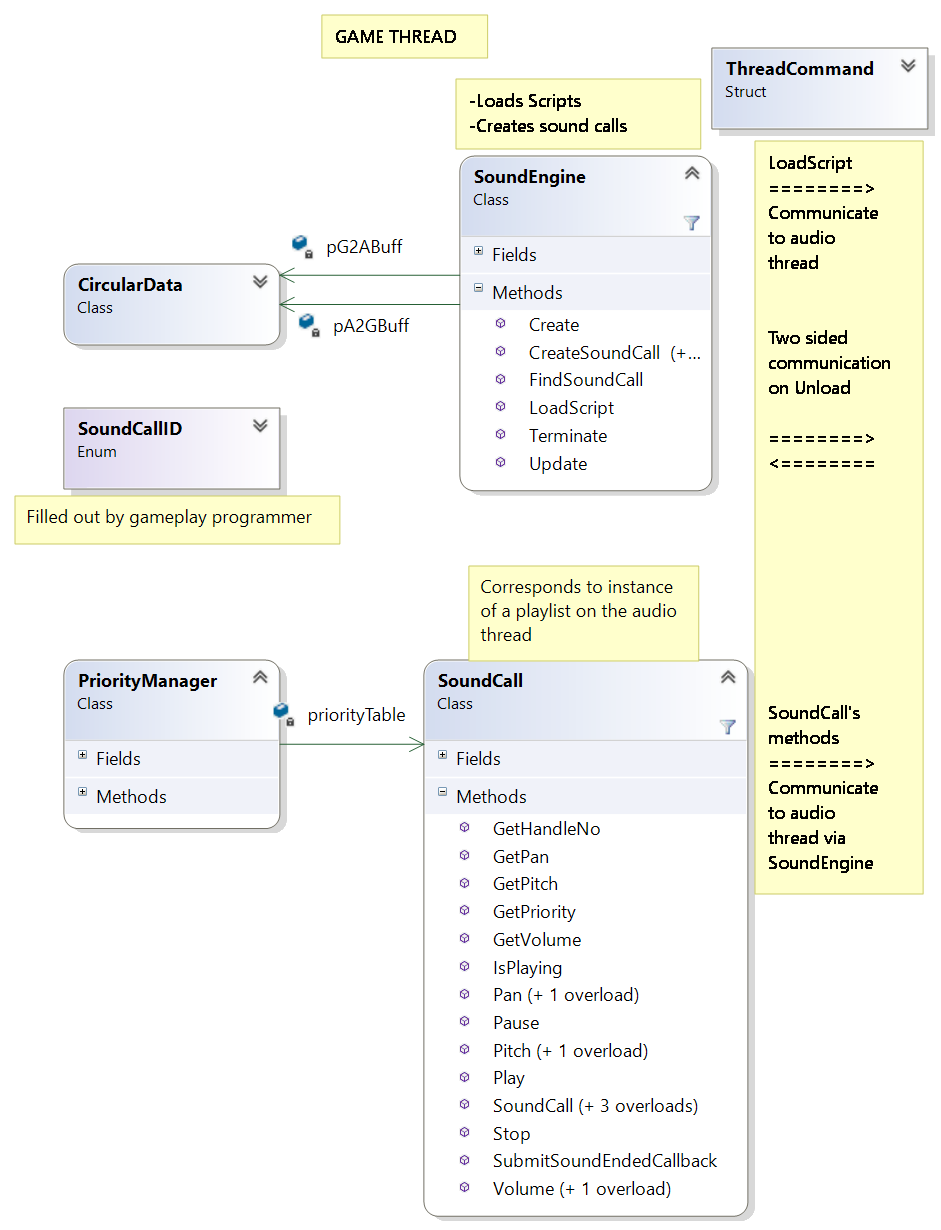 GAME THREAD
ThreadCommand
Struct
-Loads Scripts
-Creates sound calls
SoundEngine
Class
Fields
Methods
Create
CreateSoundCall (+...
FindSoundCall
LoadScript
Terminate
Update
pG2ABuff
pA2GBuff
CircularData
Class
SoundCallID
Enum
Filled out by gameplay programmer
LoadScript
========>
Communicate
to audio
thread
Two sided
communication
on Unload
========>
<========
SoundCall's
methods
========>
Communicate
to audio
thread via
SoundEngine
Corresponds to instance
of a playlist on the audio
thread
PriorityManager
Class
Fields
Methods
priorityTable
SoundCall
Class
Fields
Methods
GetHandleNo
GetPan
GetPitch
GetPriority
GetVolume
IsPlaying
Pan (+ 1 overload)
Pause
Pitch (+ 1 overload)
Play
SoundCall (+ 3 overloads)
Stop
SubmitSoundEndedCallback
Volume (+ 1 overload)